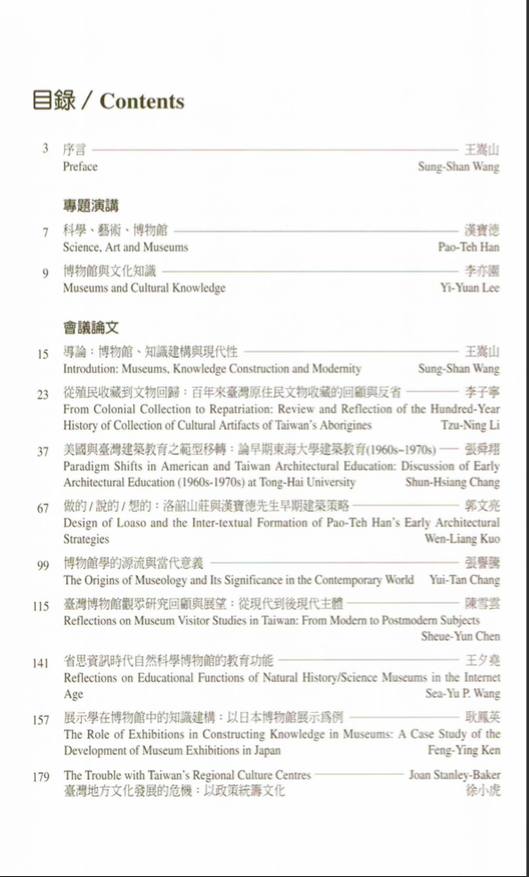 目錄 / Contents
3 序言 王嵩山
Preface Sung-Shan Wang
專題演講
7 科學、藝術、博物館 漢寶德
Science, Art and Museums Pao-Teh Han
9 博物館與文化知識 李亦園
Museums and Cultural Knowledge Yi-Yuan Lee
會議論文
15 導論：博物館、知識建構與現代性 王嵩山
Introdution: Museums, Knowledge Construction and Modernity Sung-Shan Wang
23 從殖民收藏到文物回歸：百年來臺灣原住民文物收藏的回顧與反省 李子寧
From Colonial Collection to Repatriation: Review and Reflection of the Hundred-Year
History of Collection of Cultural Artifacts of Taiwan's Aborigines Tzu-Ning Li
37 美國與臺灣建築教育之範型移轉：論早期東海大學建築教育(1960s~1970s) 張舜翔
Paradigm Shifts in American and Taiwan Architectural Education: Discussion of Early
Architectural Education (1960s-1970s) at Tong-Hai University Shun-Hsiang Chang
67 做的 / 說的 / 想的：洛韶山莊與漢寶德先生早期建築策略 郭文亮
Design of Loaso and the Inter-textual Formation of Pao-Teh Han's Early Architectural
Strategies Wen-Liang Kuo
99 博物館學的源流與當代意義 張譽騰
The Origins of Museology and Its Significance in the Contemporary World Yui-Tan Chang
115 臺灣博物館觀眾研究回顧與展望：從現代到後現代主體 陳雪雲
Reflections on Museum Visitor Studies in Taiwan: From Modern to Postmodern Subjects
Sheue-Yun Chen
141 省思資訊時代自然科學博物館的教育功能 王夕堯
Reflections on Educational Functions of Natural History/Science Museums in the Internet
Age Sea-Yu P. Wang
157 展示學在博物館中的知識建構：以日本博物館展示為例 耿鳳英
The Role of Exhibitions in Constructing Knowledge in Museums: A Case Study of the
Development of Museum Exhibitions in Japan Feng-Ying Ken
179 The Trouble with Taiwan's Regional Culture Centres Joan Stanley-Baker
臺灣地方文化發展的危機：以政策統籌文化 徐小虎